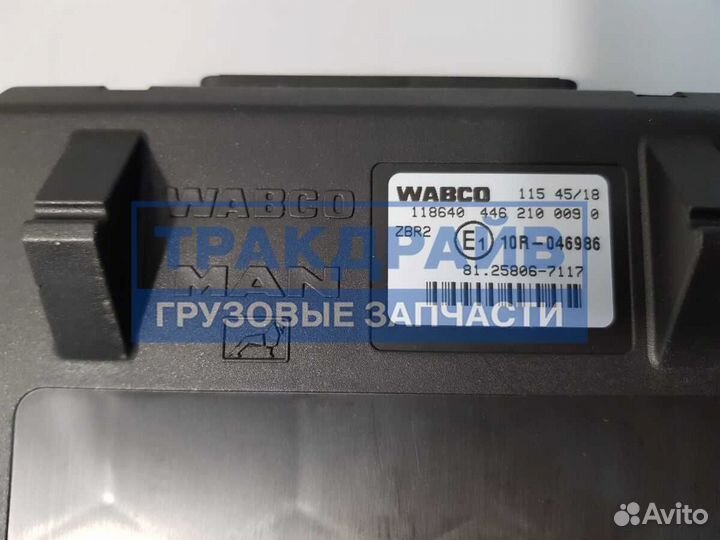 WABCO
MAN
WABCO 115 45/18
118640 446 210 009 0
ZBR2 E1 10R-046986
81.25806-7117
ТРАКДРАЙВ
ГРУЗОВЫЕ ЗАПЧАСТИ
Avito